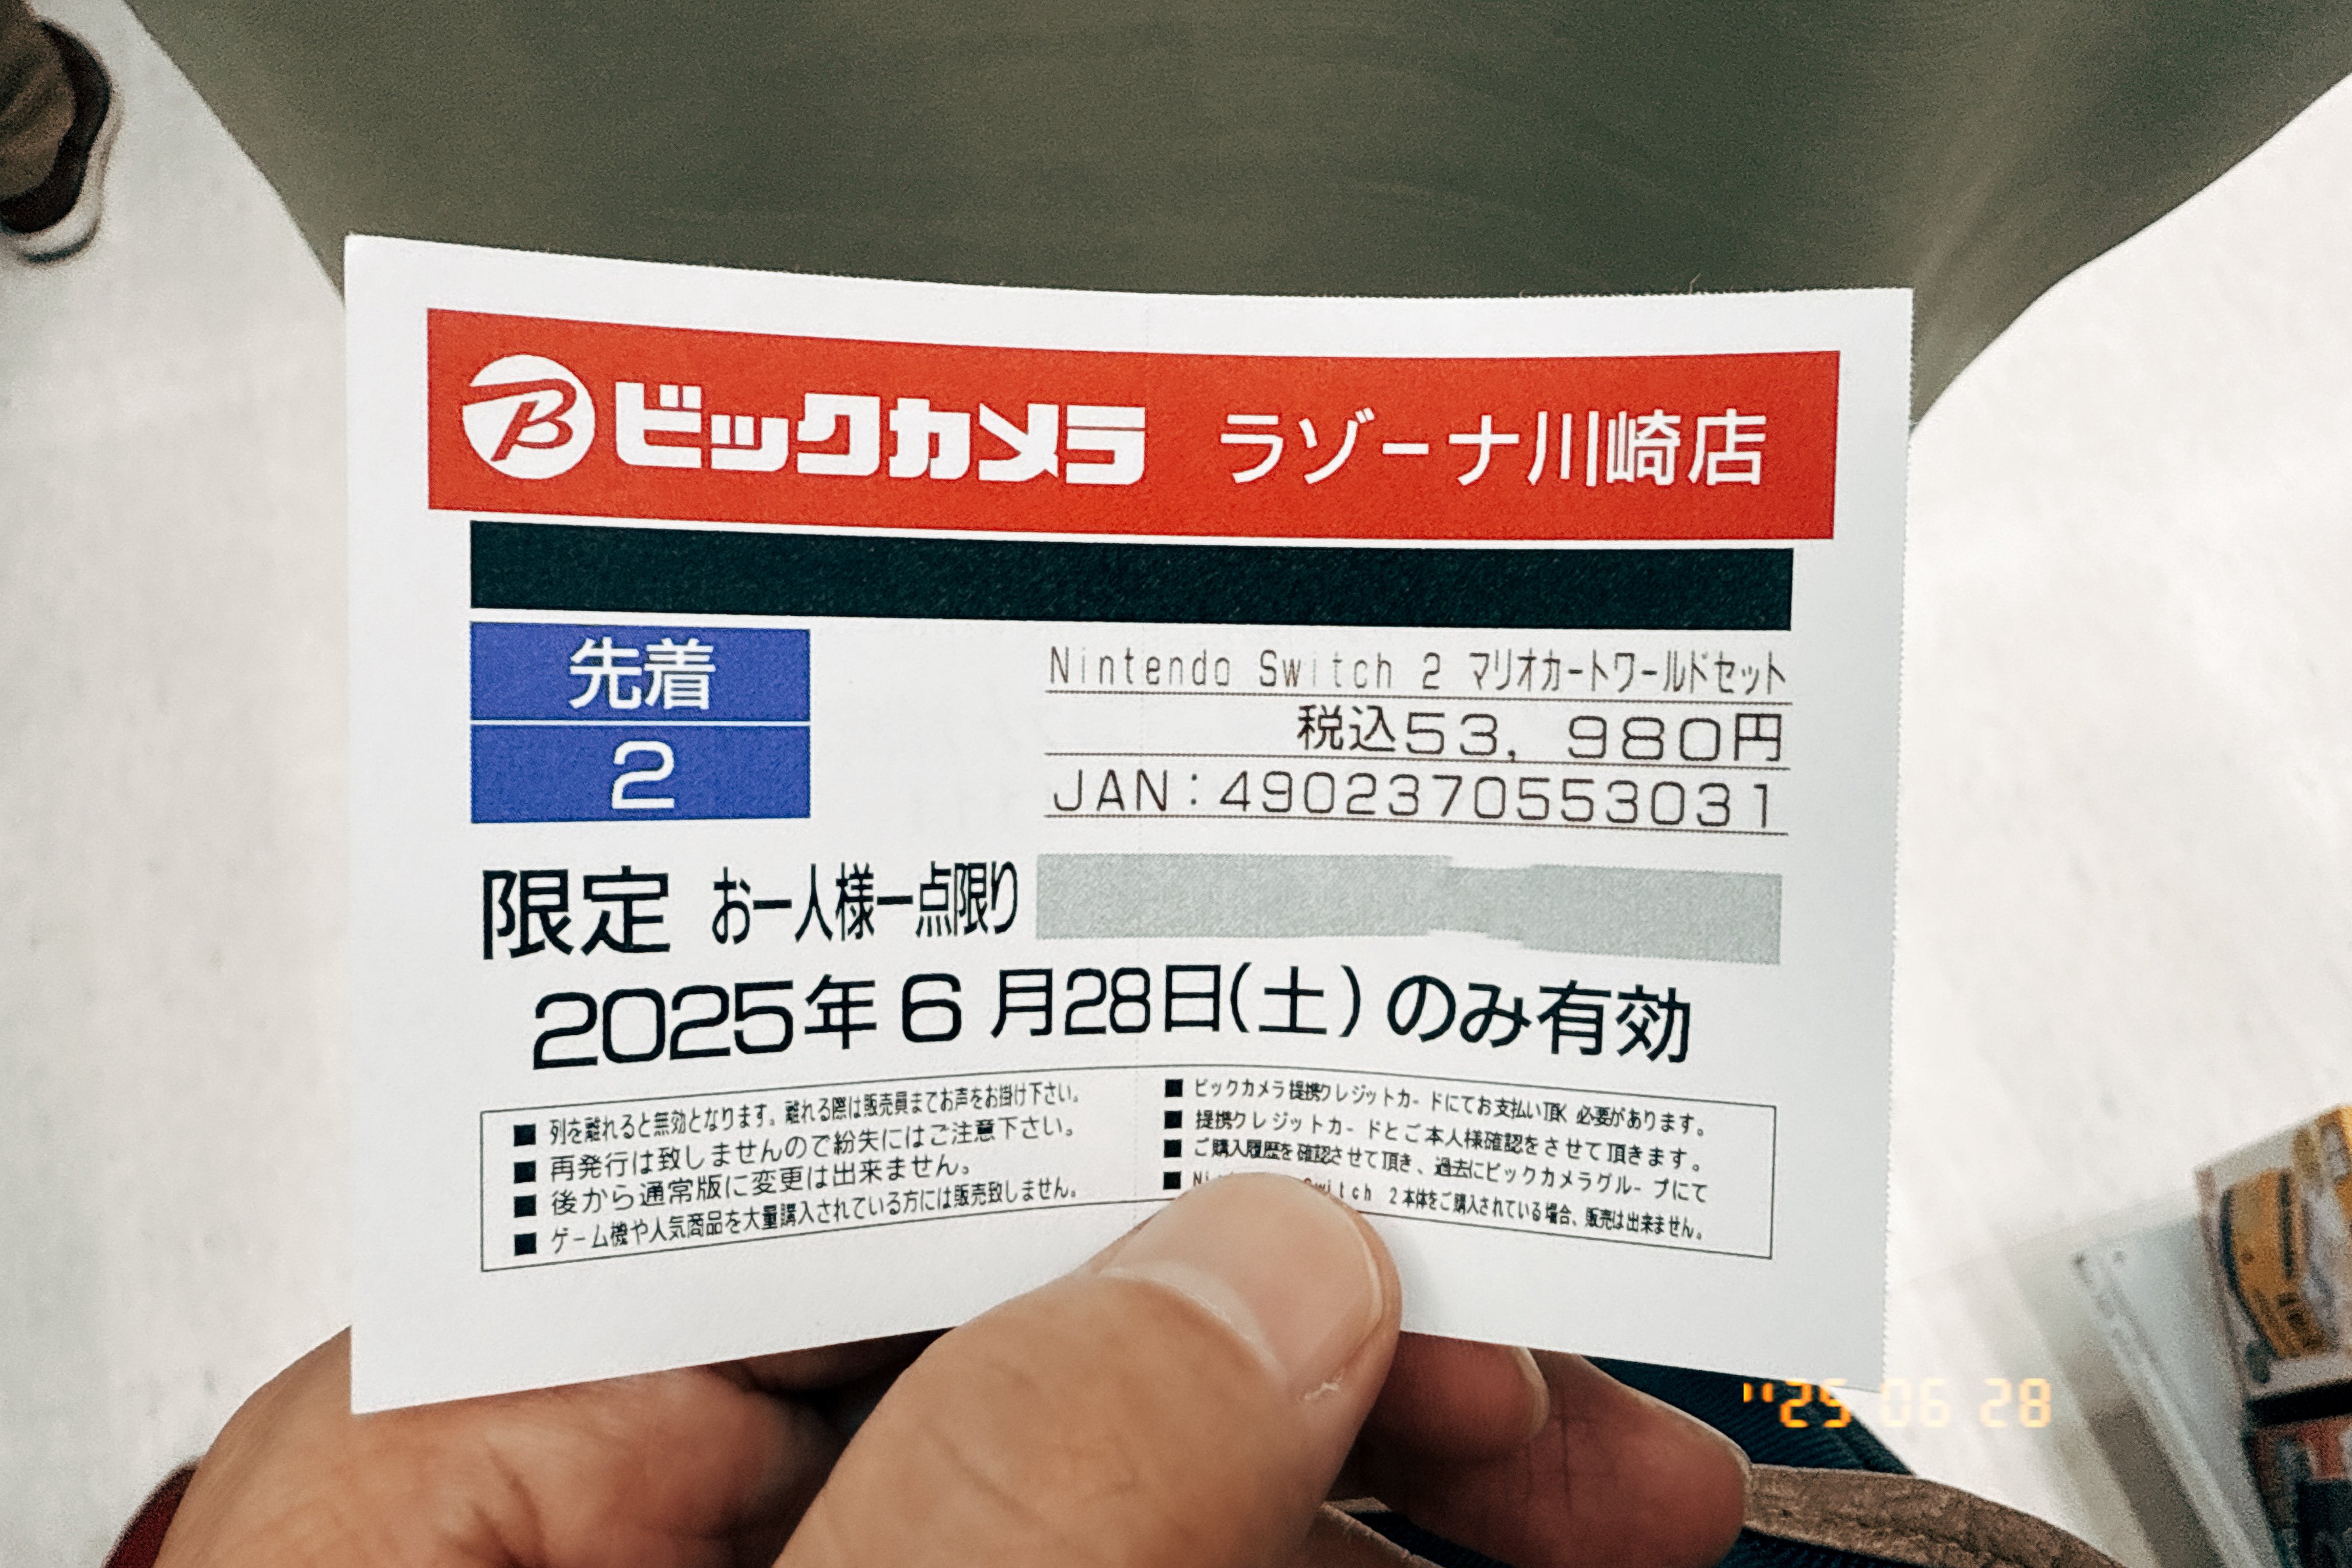 ビックカメラ ラゾーナ川崎店
先着
2
Nintendo Switch 2 マリオカートワールドセット
税込53,980円
JAN:4902370553031
限定 お一人様一点限り
2025年6月28日(土)のみ有効
■ 列を離れると無効となります。離れる際は販売員までお声をお掛け下さい。
■ 再発行は致しませんので紛失にはご注意下さい。
■ 後から通常版に変更は出来ません。
■ ゲーム機や人気商品を大量購入されている方には販売致しません。
■ ビックカメラ提携クレジットカードにてお支払い頂く必要があります。
■ 提携クレジットカードとご本人様確認をさせて頂きます。
■ ご購入履歴を確認させて頂き、過去にビックカメラグループにて
■ Switch 2本体をご購入されている場合、販売は出来ません。
'25 06 28